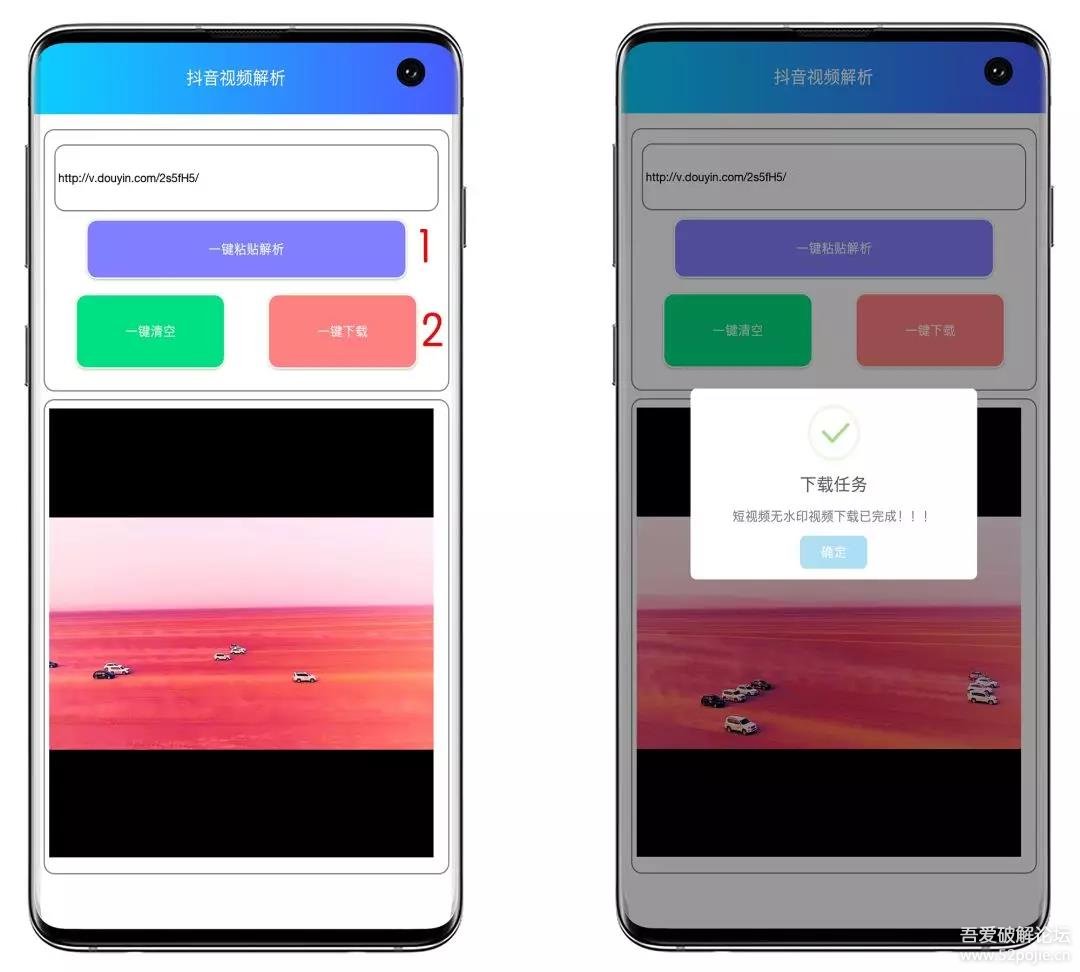 抖音视频解析
http://v.douyin.com/2s5fH5/
一键粘贴解析
1
一键清空
一键下载
2
抖音视频解析
http://v.douyin.com/2s5fH5/
一键粘贴解析
一键清空
一键下载
下载任务
短视频无水印视频下载已完成！！！
确定
吾爱破解论坛
www.52pojie.cn